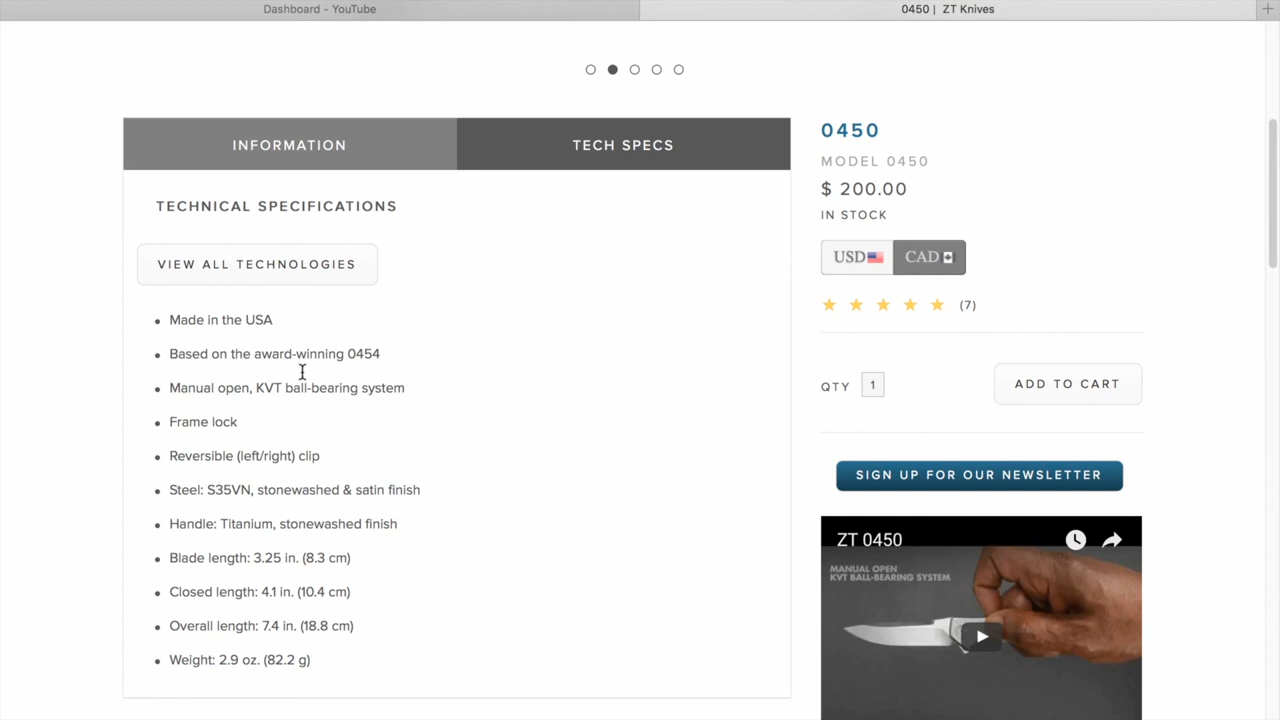 Dashboard - YouTube
0450 | ZT Knives
INFORMATION
TECH SPECS
TECHNICAL SPECIFICATIONS
VIEW ALL TECHNOLOGIES
Made in the USA
Based on the award-winning 0454
Manual open, KVT ball-bearing system
Frame lock
Reversible (left/right) clip
Steel: S35VN, stonewashed & satin finish
Handle: Titanium, stonewashed finish
Blade length: 3.25 in. (8.3 cm)
Closed length: 4.1 in. (10.4 cm)
Overall length: 7.4 in. (18.8 cm)
Weight: 2.9 oz. (82.2 g)
0450
MODEL 0450
$ 200.00
IN STOCK
USD CAD
(7)
QTY 1
ADD TO CART
SIGN UP FOR OUR NEWSLETTER
ZT 0450
MANUAL OPEN
KVT BALL-BEARING SYSTEM